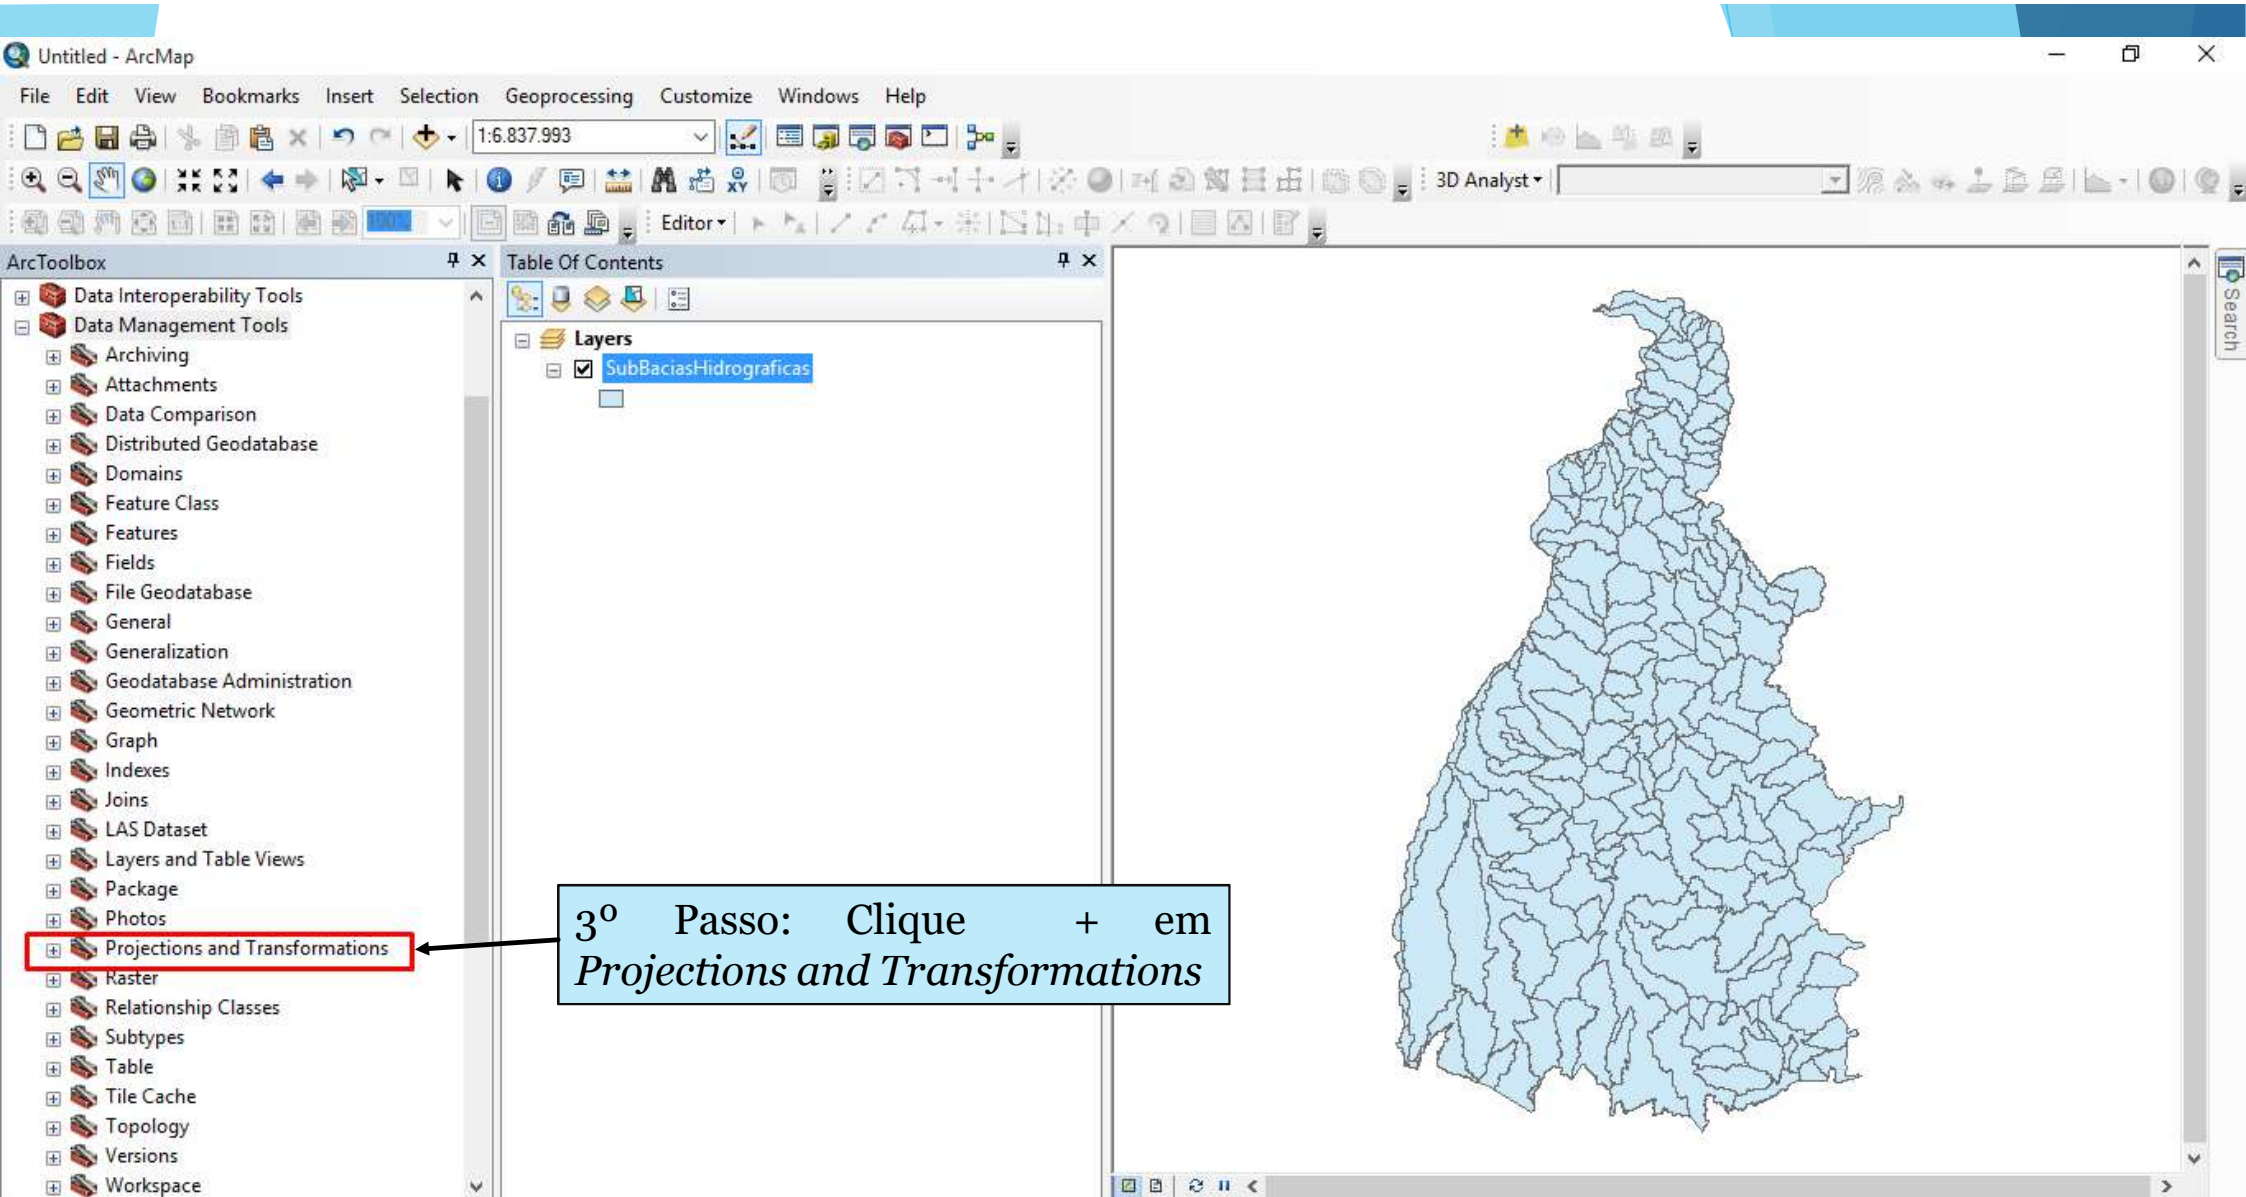 Untitled - ArcMap
File Edit View Bookmarks Insert Selection Geoprocessing Customize Windows Help
1:6.837.993
3D Analyst
100%
Editor
ArcToolbox
Data Interoperability Tools
Data Management Tools
Archiving
Attachments
Data Comparison
Distributed Geodatabase
Domains
Feature Class
Features
Fields
File Geodatabase
General
Generalization
Geodatabase Administration
Geometric Network
Graph
Indexes
Joins
LAS Dataset
Layers and Table Views
Package
Photos
Projections and Transformations
Raster
Relationship Classes
Subtypes
Table
Tile Cache
Topology
Versions
Workspace
Table Of Contents
Layers
SubBaciasHidrograficas
3º Passo: Clique + em
Projections and Transformations
Search